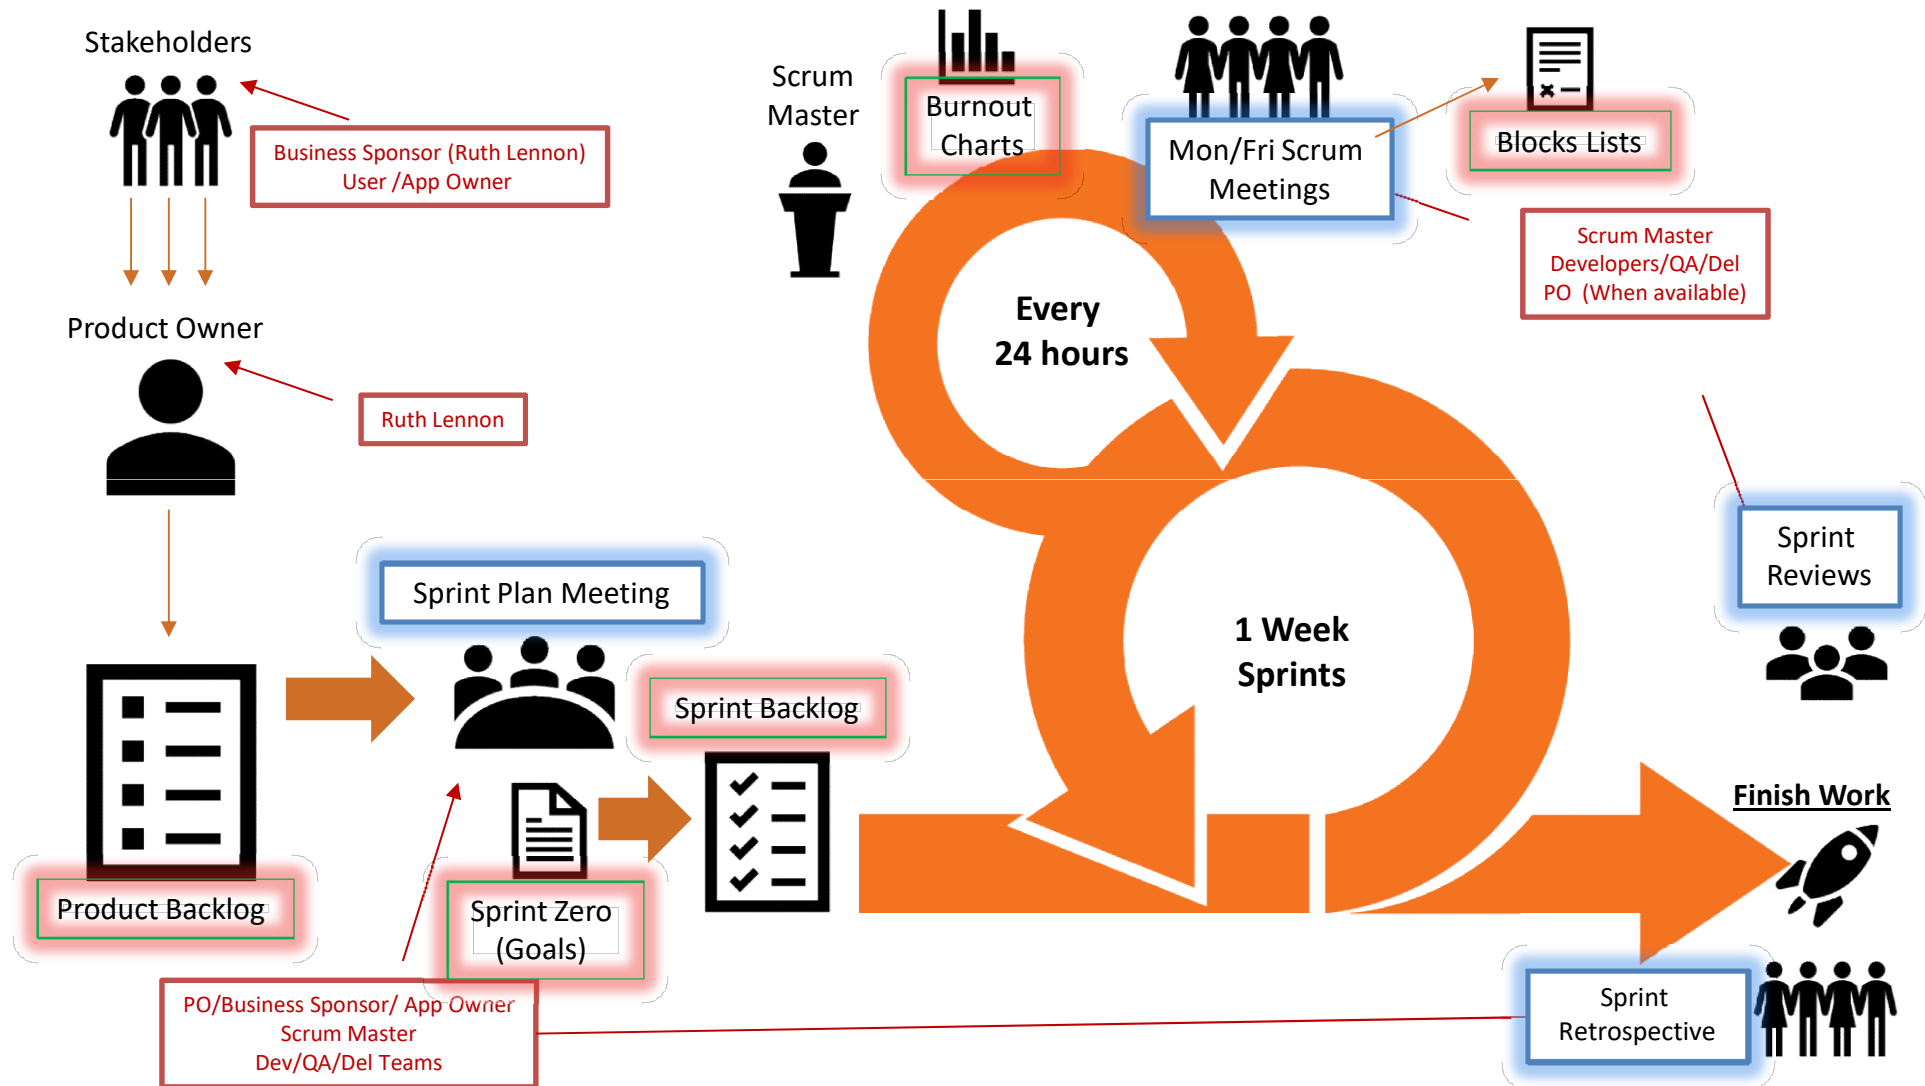 Stakeholders
Business Sponsor (Ruth Lennon)
User /App Owner
Product Owner
Ruth Lennon
Product Backlog
Sprint Plan Meeting
Sprint Zero
(Goals)
Sprint Backlog
PO/Business Sponsor/ App Owner
Scrum Master
Dev/QA/Del Teams
Scrum
Master
Burnout
Charts
Mon/Fri Scrum
Meetings
Blocks Lists
Scrum Master
Developers/QA/Del
PO (When available)
Every
24 hours
1 Week
Sprints
Sprint
Reviews
Finish Work
Sprint
Retrospective